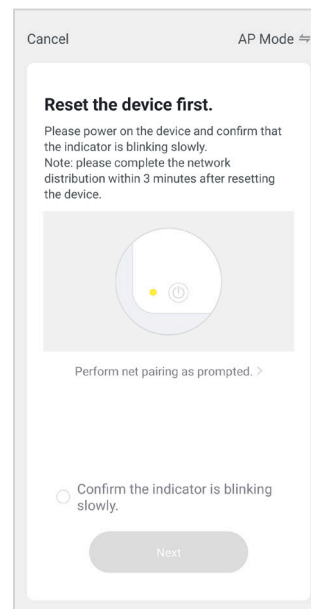 Cancel
AP Mode ⇋
Reset the device first.
Please power on the device and confirm that
the indicator is blinking slowly.
Note: please complete the network
distribution within 3 minutes after resetting
the device.
Perform net pairing as prompted. >
Confirm the indicator is blinking
slowly.
Next